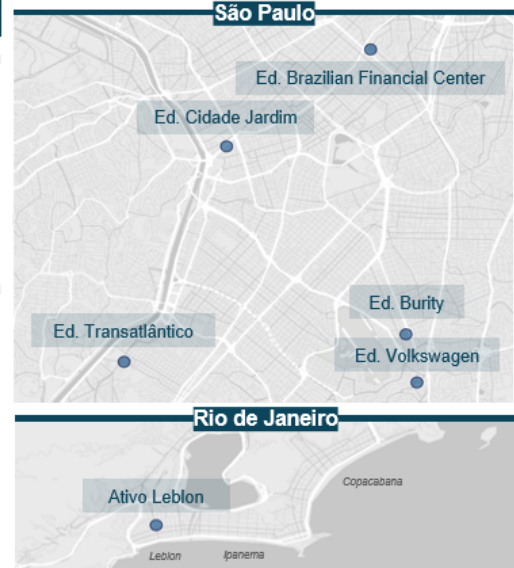 São Paulo
Ed. Brazilian Financial Center
Ed. Cidade Jardim
Ed. Burity
Ed. Transatlântico
Ed. Volkswagen
Rio de Janeiro
Copacabana
Ativo Leblon
Leblon
Ipanema